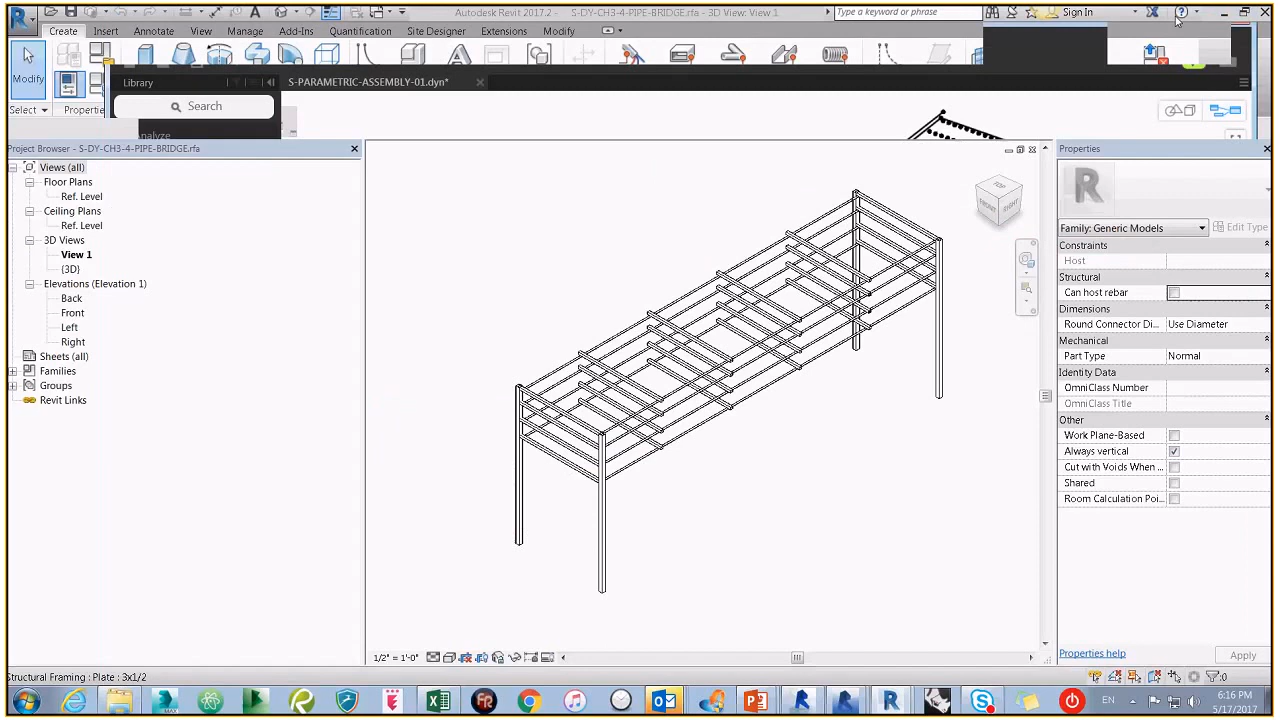 Autodesk Revit 2017.2 - S-DY-CH3-4-PIPE-BRIDGE.rfa - 3D View: View 1
Type a keyword or phrase
Sign In
Create Insert Annotate View Manage Add-Ins Quantification Site Designer Extensions Modify
Modify
Select
Properti
Library
S-PARAMETRIC-ASSEMBLY-01.dyn*
Search
Analyze
Project Browser - S-DY-CH3-4-PIPE-BRIDGE.rfa
Views (all)
Floor Plans
Ref. Level
Ceiling Plans
Ref. Level
3D Views
View 1
{3D}
Elevations (Elevation 1)
Back
Front
Left
Right
Sheets (all)
Families
Groups
Revit Links
TOP
FRONT RIGHT
Properties
Family: Generic Models
Edit Type
Constraints
Host
Structural
Can host rebar
Dimensions
Round Connector Di... Use Diameter
Mechanical
Part Type Normal
Identity Data
OmniClass Number
OmniClass Title
Other
Work Plane-Based
Always vertical
Cut with Voids When ...
Shared
Room Calculation Poi...
Properties help
Apply
1/2" = 1'-0"
Structural Framing : Plate : 3x1/2
:0
EN
6:16 PM
5/17/2017